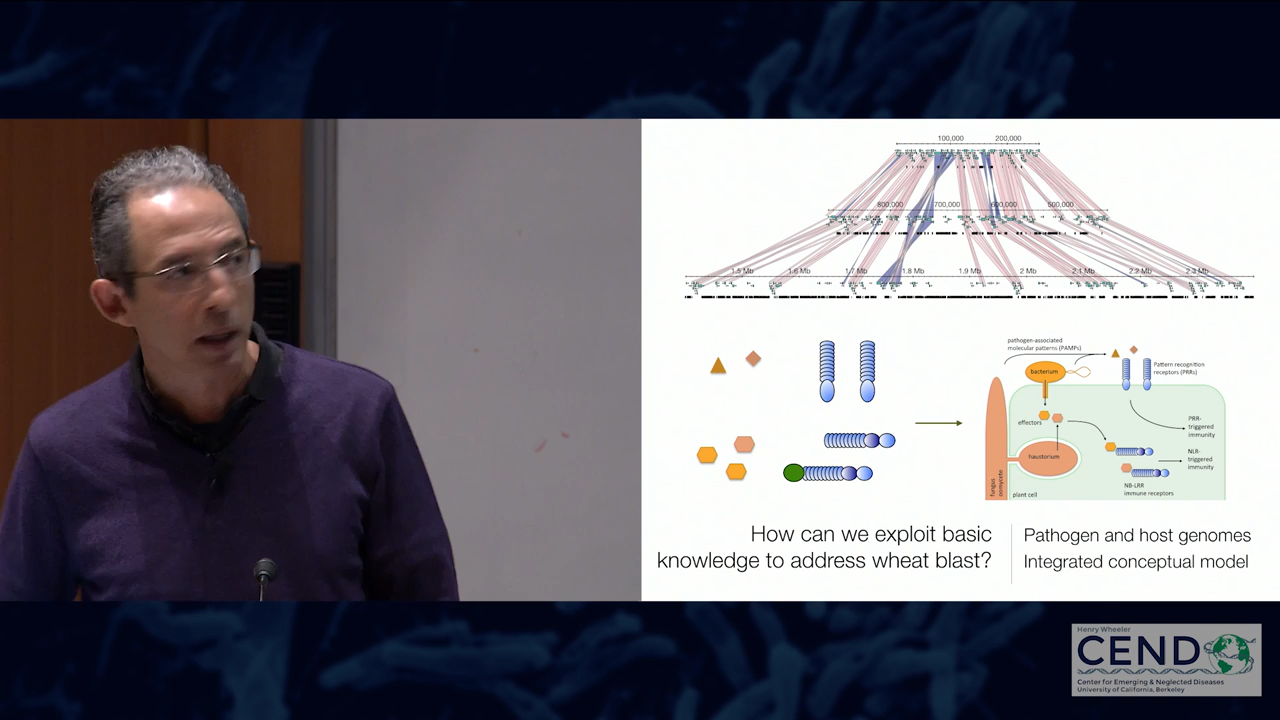 100,000 200,000
800,000 700,000 600,000 500,000
1.5 Mb 1.6 Mb 1.7 Mb 1.8 Mb 1.9 Mb 2 Mb 2.1 Mb 2.2 Mb 2.3 Mb
pathogen-associated
molecular patterns (PAMPs)
bacterium
Pattern recognition
receptors (PRRs)
effectors
PRR-
triggered
immunity
haustorium
NLR-
triggered
immunity
NB-LRR
immune receptors
fungus
oomycete
plant cell
How can we exploit basic
knowledge to address wheat blast?
Pathogen and host genomes
Integrated conceptual model
Henry Wheeler
CEND
Center for Emerging & Neglected Diseases
University of California, Berkeley